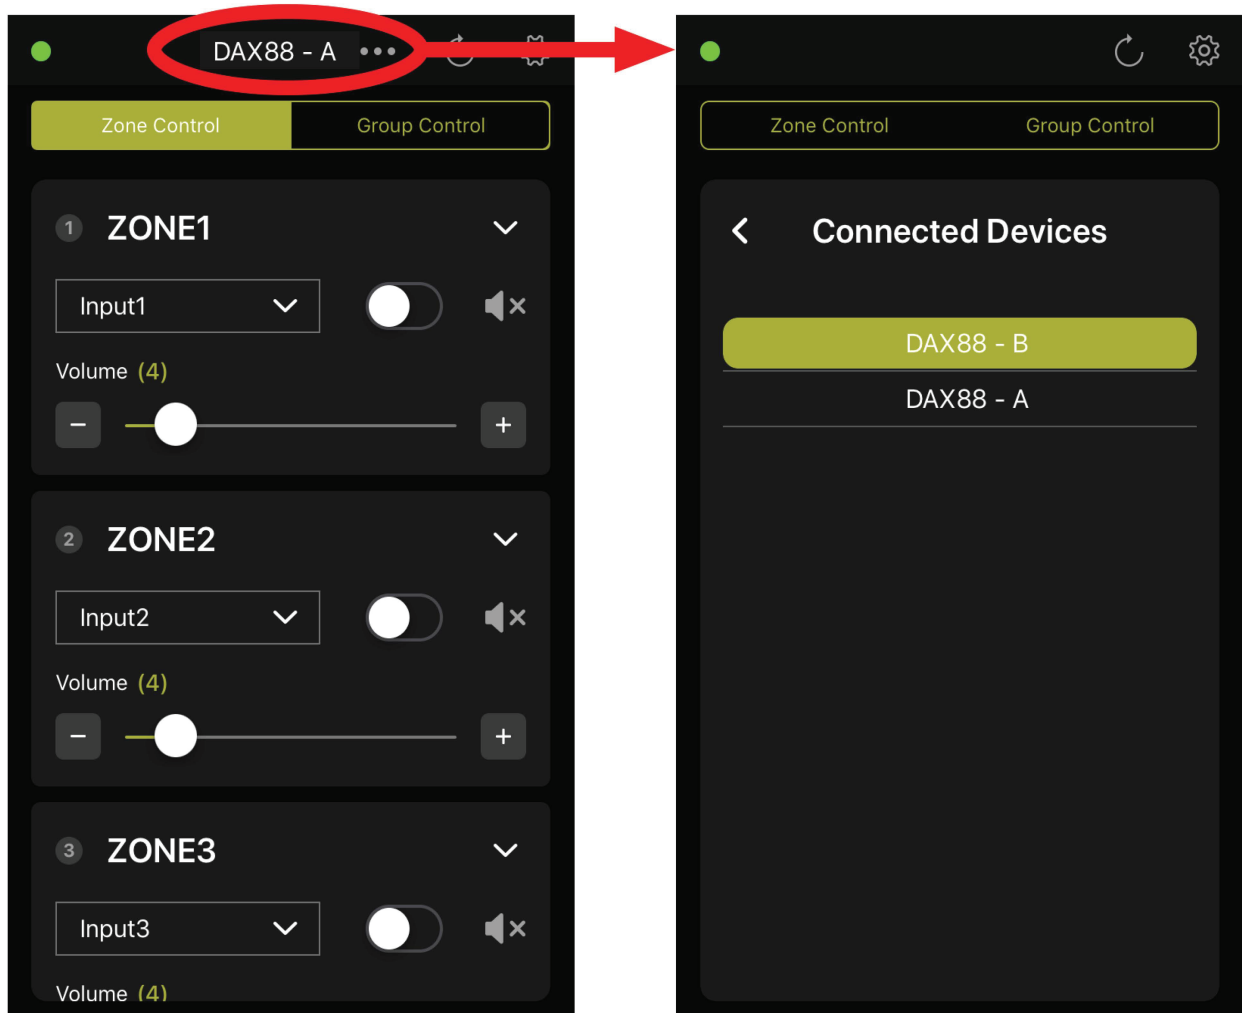 DAX88 - A •••
Zone Control
Group Control
1 ZONE1
Input1
Volume (4)
- +
2 ZONE2
Input2
Volume (4)
- +
3 ZONE3
Input3
Volume (4)
Zone Control
Group Control
Connected Devices
DAX88 - B
DAX88 - A